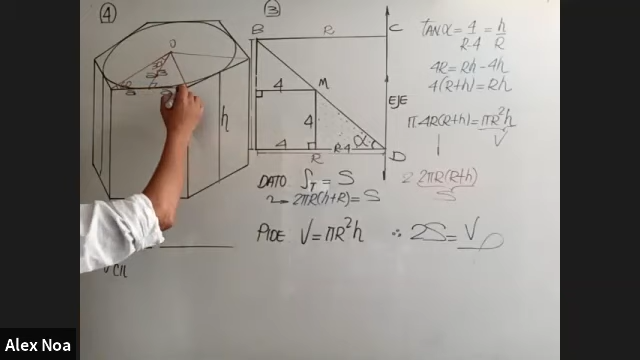 4
3
O
B
R
C
4
M
4
4
R-4
α
R
D
EJE
h
TANα = 4/R-4 = h/R
4R = Rh - 4h
4(R+h) = Rh
π.4R(R+h) = πR²h
V
2 2πR(R+h)
S
DATO S_T = S
2πR(h+R) = S
PIDE V = πR²h ∴ 2S = V
Alex Noa